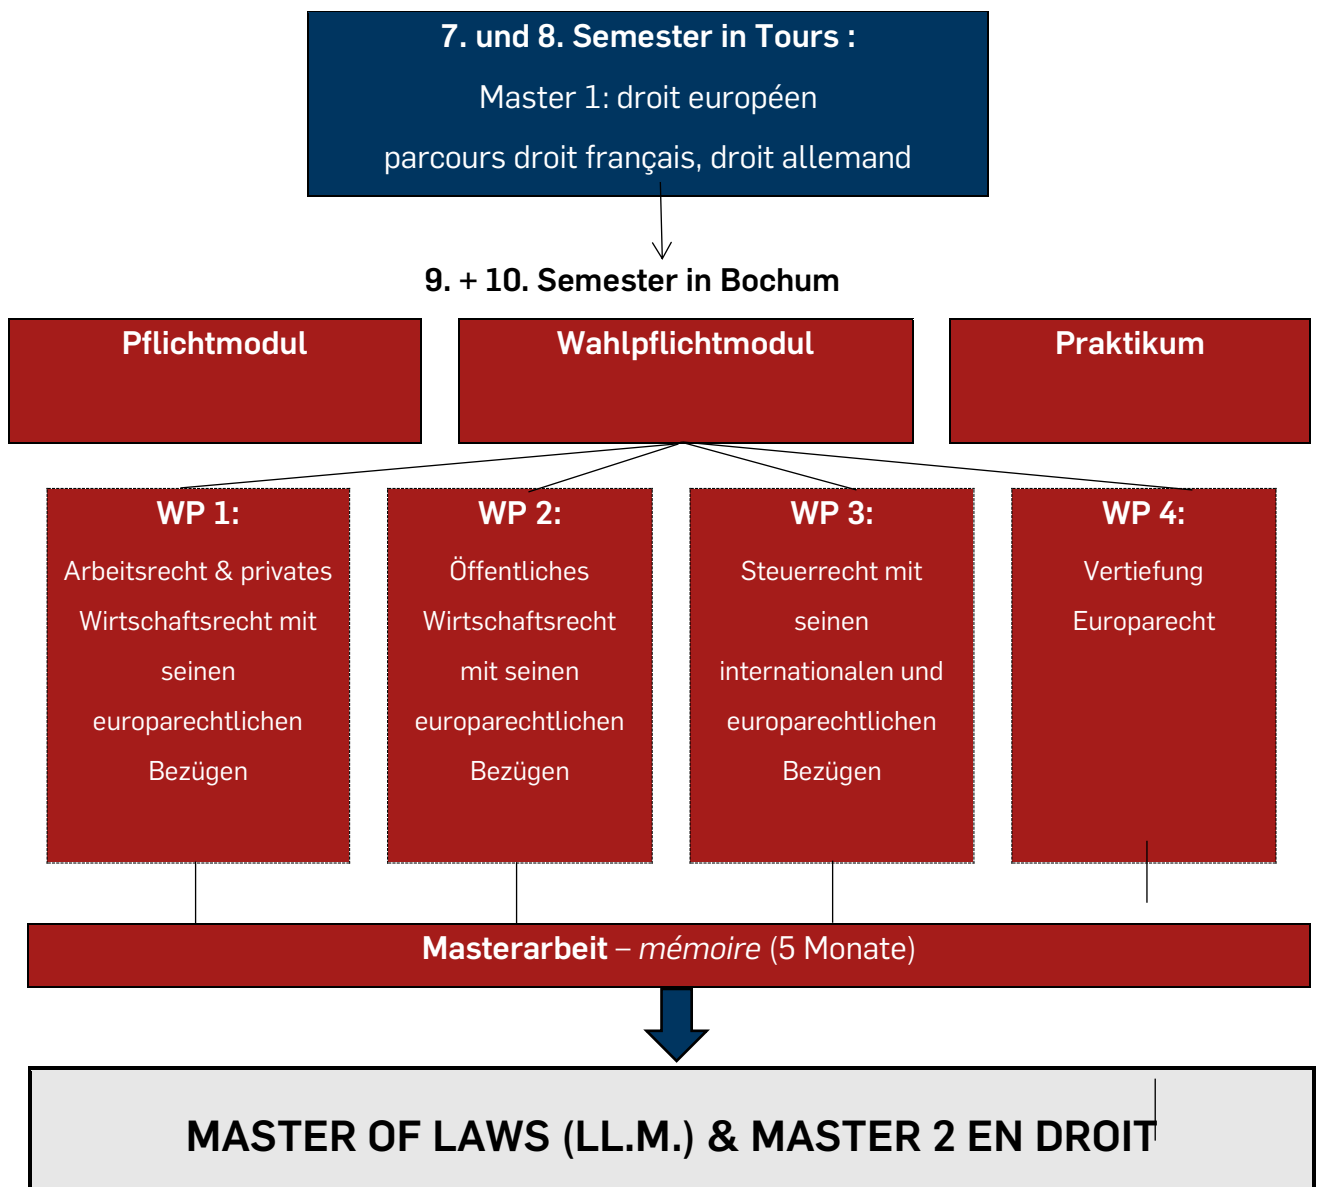 7. und 8. Semester in Tours :
Master 1: droit européen
parcours droit français, droit allemand
9. + 10. Semester in Bochum
Pflichtmodul
Wahlpflichtmodul
Praktikum
WP 1:
Arbeitsrecht & privates
Wirtschaftsrecht mit
seinen
europarechtlichen
Bezügen
WP 2:
Öffentliches
Wirtschaftsrecht
mit seinen
europarechtlichen
Bezügen
WP 3:
Steuerrecht mit
seinen
internationalen und
europarechtlichen
Bezügen
WP 4:
Vertiefung
Europarecht
Masterarbeit – mémoire (5 Monate)
MASTER OF LAWS (LL.M.) & MASTER 2 EN DROIT